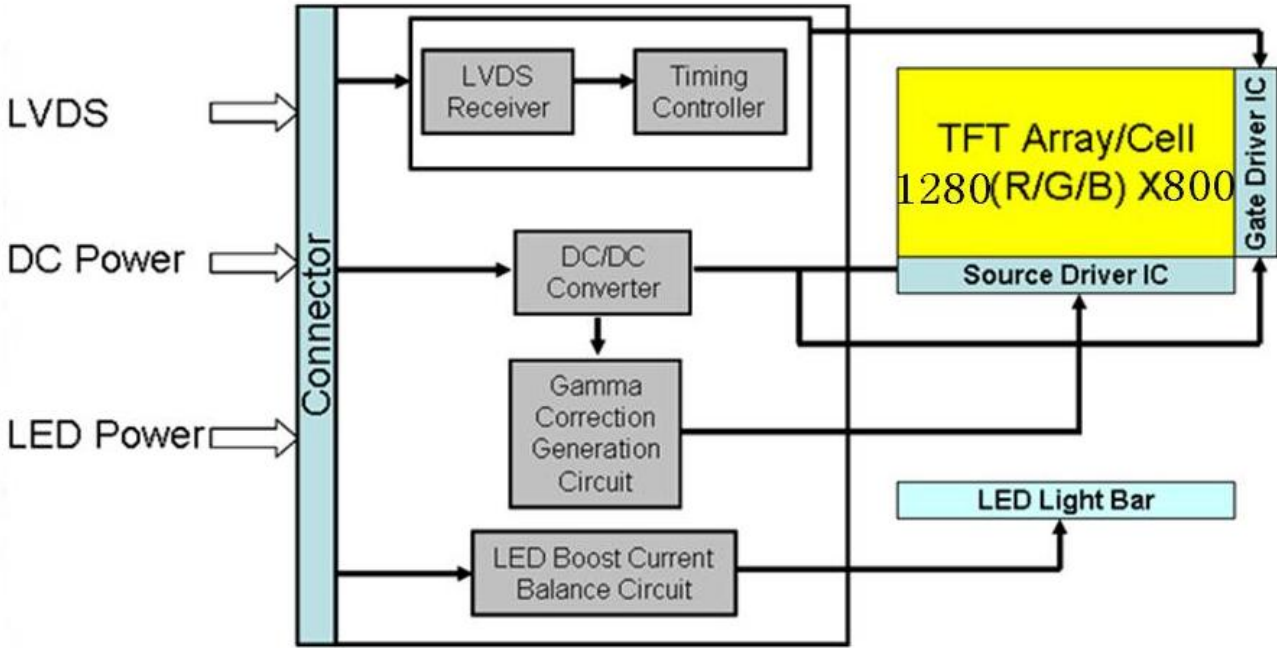 LVDS
DC Power
LED Power
Connector
LVDS
Receiver
Timing
Controller
DC/DC
Converter
Gamma
Correction
Generation
Circuit
LED Boost Current
Balance Circuit
TFT Array/Cell
1280(R/G/B) X800
Gate Driver IC
Source Driver IC
LED Light Bar